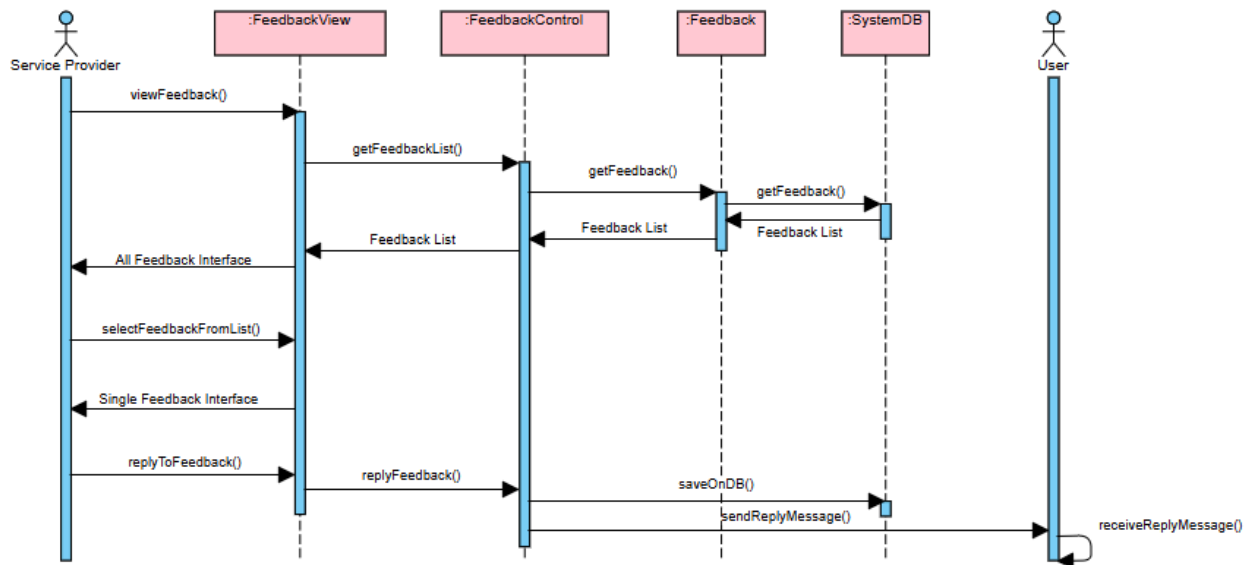 :FeedbackView
:FeedbackControl
:Feedback
:SystemDB
Service Provider
User
viewFeedback()
getFeedbackList()
getFeedback()
getFeedback()
Feedback List
Feedback List
Feedback List
All Feedback Interface
selectFeedbackFromList()
Single Feedback Interface
replyToFeedback()
replyFeedback()
saveOnDB()
sendReplyMessage()
receiveReplyMessage()